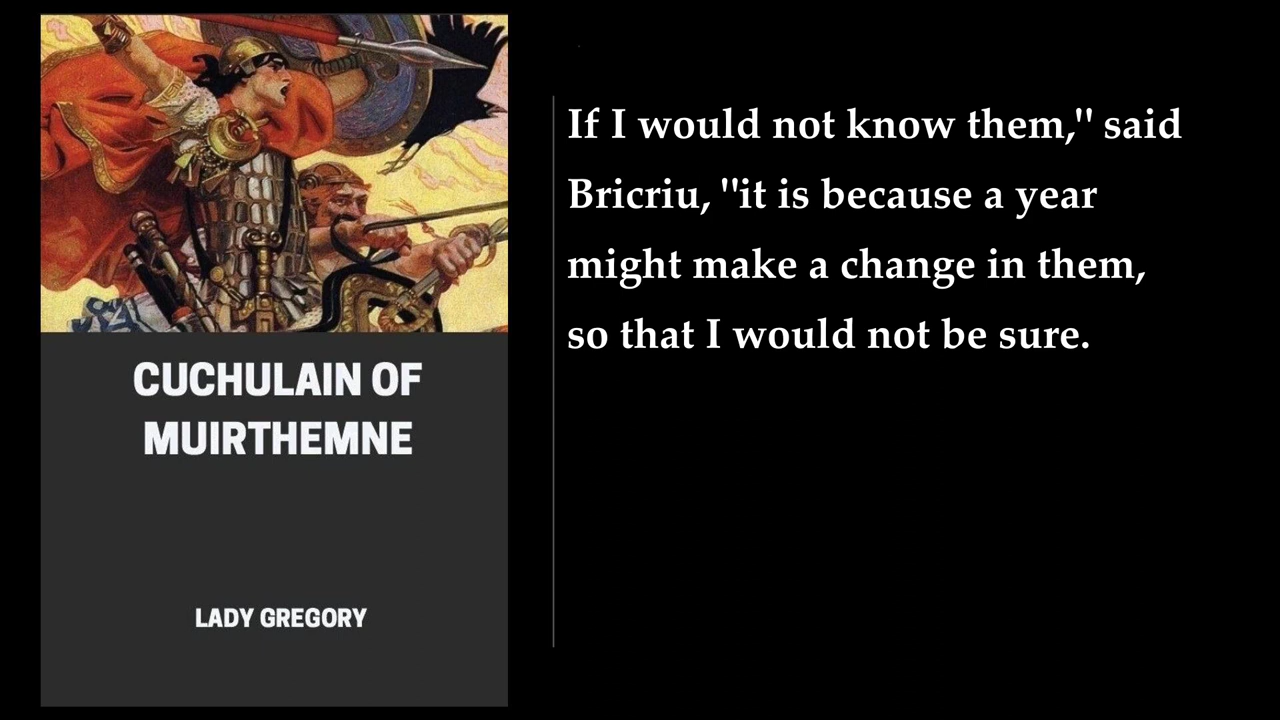 CUCHULAIN OF
MUIRTHEMNE
LADY GREGORY
If I would not know them," said
Bricriu, "it is because a year
might make a change in them,
so that I would not be sure.